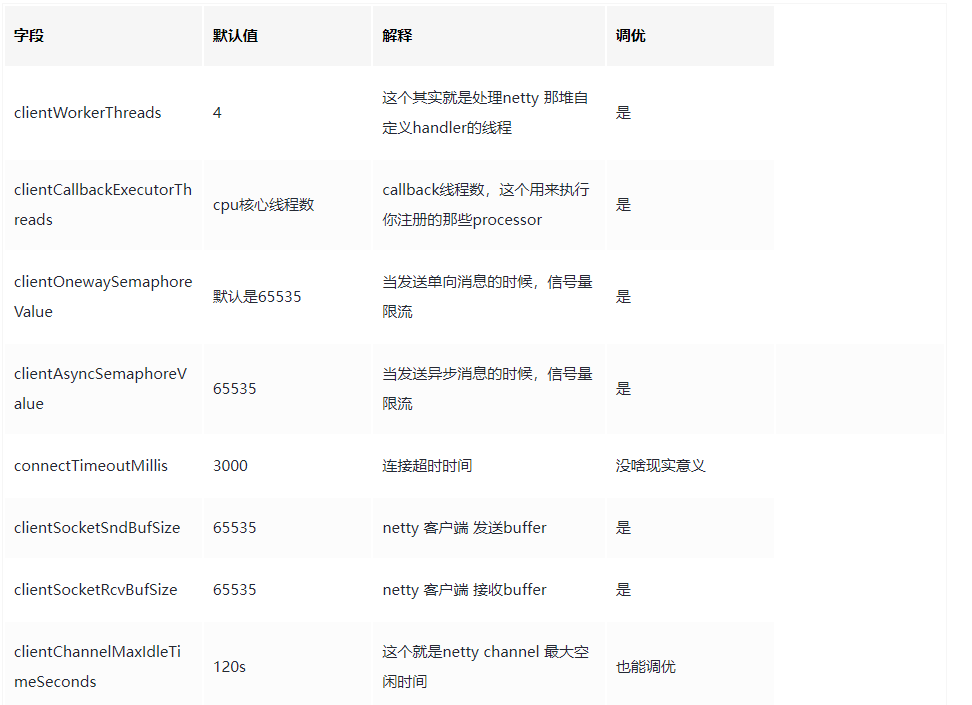 字段 默认值 解释 调优
clientWorkerThreads 4 这个其实就是处理netty 那堆自
定义handler的线程 是
clientCallbackExecutorTh
reads cpu核心线程数 callback线程数，这个用来执行
你注册的那些processor 是
clientOnewaySemaphore
Value 默认是65535 当发送单向消息的时候，信号量
限流 是
clientAsyncSemaphoreV
alue 65535 当发送异步消息的时候，信号量
限流 是
connectTimeoutMillis 3000 连接超时时间 没啥现实意义
clientSocketSndBufSize 65535 netty 客户端 发送buffer 是
clientSocketRcvBufSize 65535 netty 客户端 接收buffer 是
clientChannelMaxIdleTi
meSeconds 120s 这个就是netty channel 最大空
闲时间 也能调优